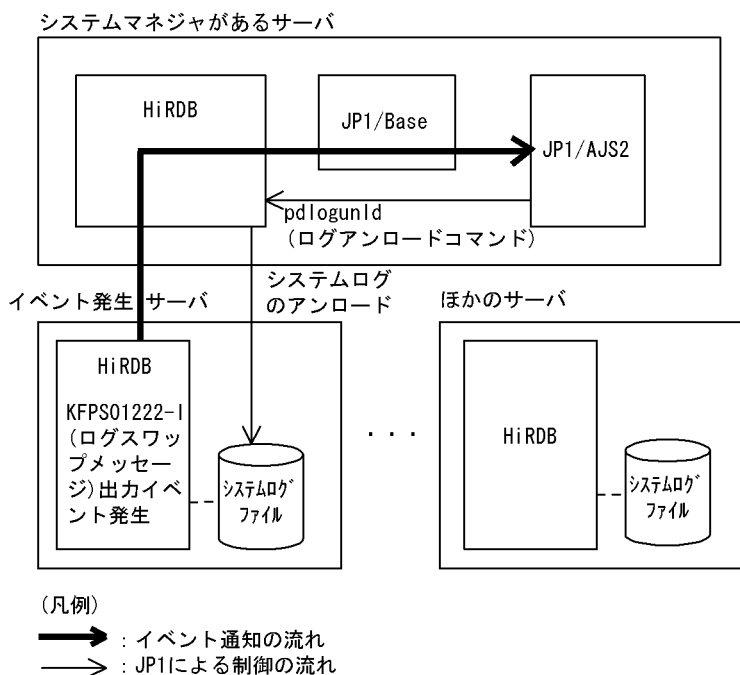 システムマネジャがあるサーバ
HiRDB
JP1/Base
JP1/AJS2
pdlogunld
(ログアンロードコマンド)
システムログ
のアンロード
イベント発生サーバ
ほかのサーバ
HiRDB
KFPS01222-I
(ログスワッ
プメッセー
ジ)出力イベ
ント発生
システムログ
ファイル
・・・
HiRDB
システムログ
ファイル
(凡例)
：イベント通知の流れ
：JP1による制御の流れ